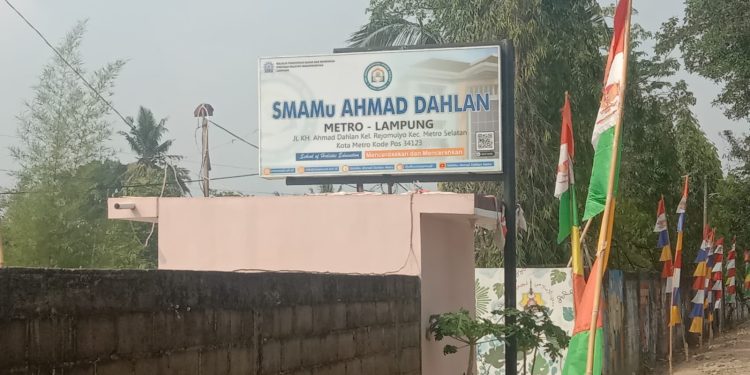 SMAMu AHMAD DAHLAN
METRO - LAMPUNG
Jl. KH. Ahmad Dahlan Kel. Rejomulyo Kec. Metro Selatan
Kota Metro Kode Pos 34123
School of Holistic Education Mencerdaskan dan Mencerahkan